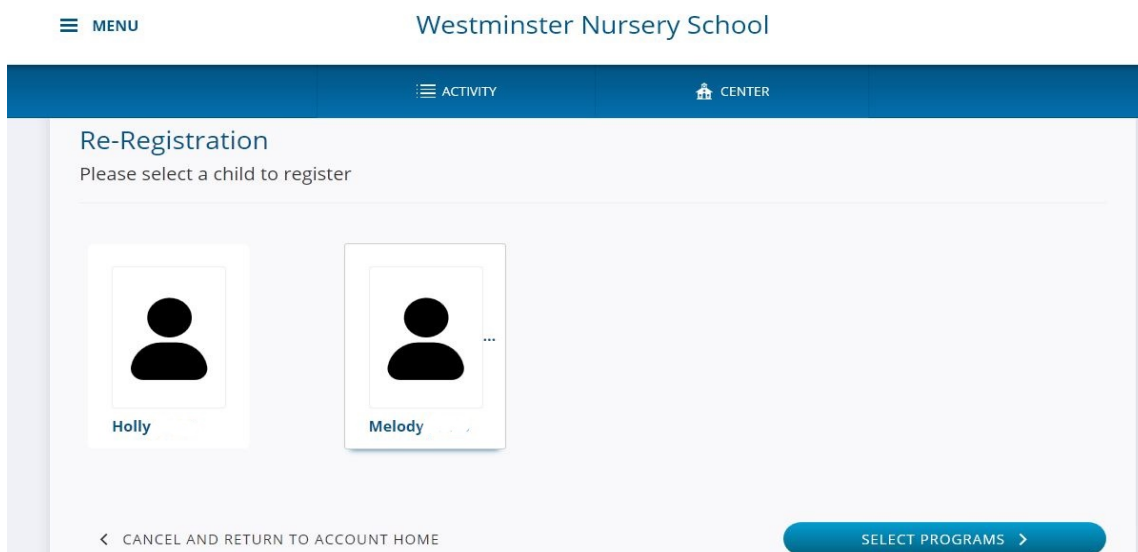 MENU
Westminster Nursery School
ACTIVITY
CENTER
Re-Registration
Please select a child to register
...
Holly
Melody
CANCEL AND RETURN TO ACCOUNT HOME
SELECT PROGRAMS